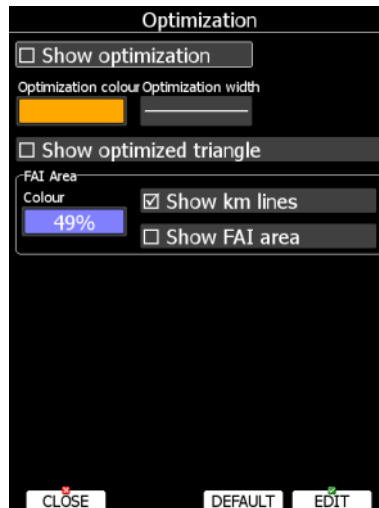 Optimization
Show optimization
Optimization colour Optimization width
Show optimized triangle
FAI Area
Colour
Show km lines
49%
Show FAI area
CLOSE DEFAULT EDIT